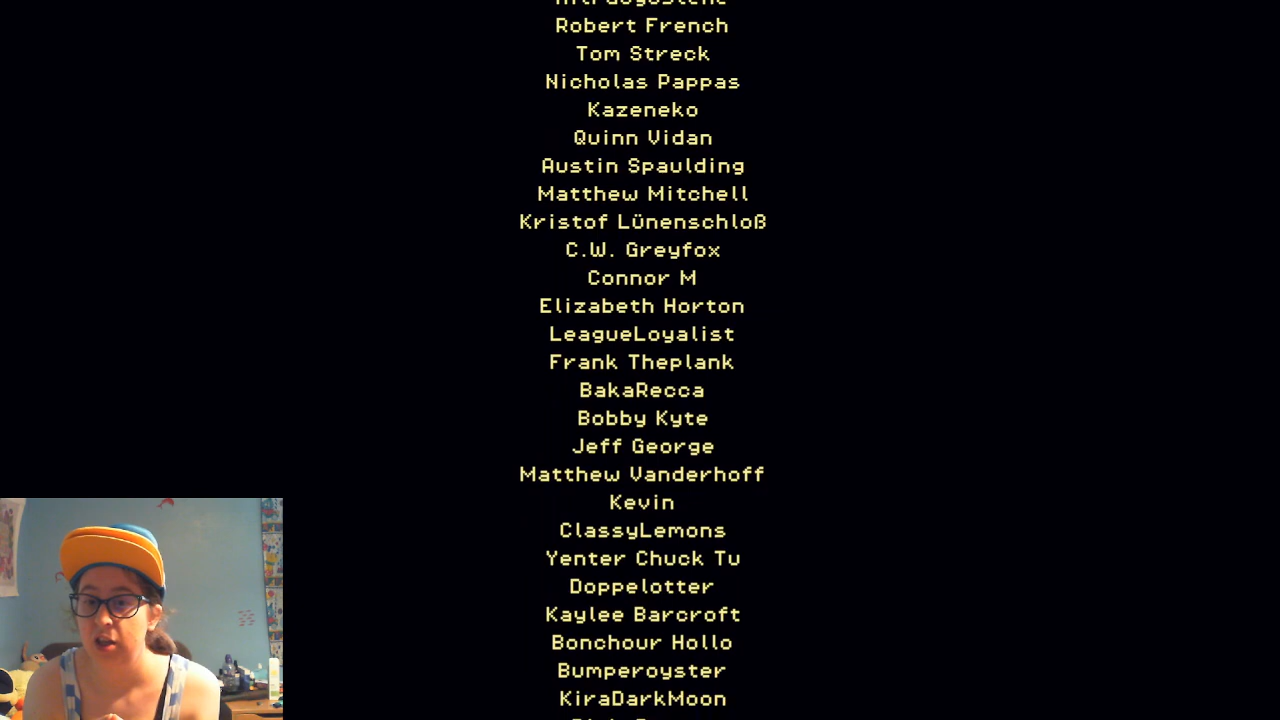 Robert French
Tom Streck
Nicholas Pappas
Kazeneko
Quinn Vidan
Austin Spaulding
Matthew Mitchell
Kristof Lünenschloß
C.W. Greyfox
Connor M
Elizabeth Horton
LeagueLoyalist
Frank Theplank
BakaRecca
Bobby Kyte
Jeff George
Matthew Vanderhoff
Kevin
ClassyLemons
Yenter Chuck Tu
Doppelotter
Kaylee Barcroft
Bonchour Hollo
Bumperoyster
KiraDarkMoon